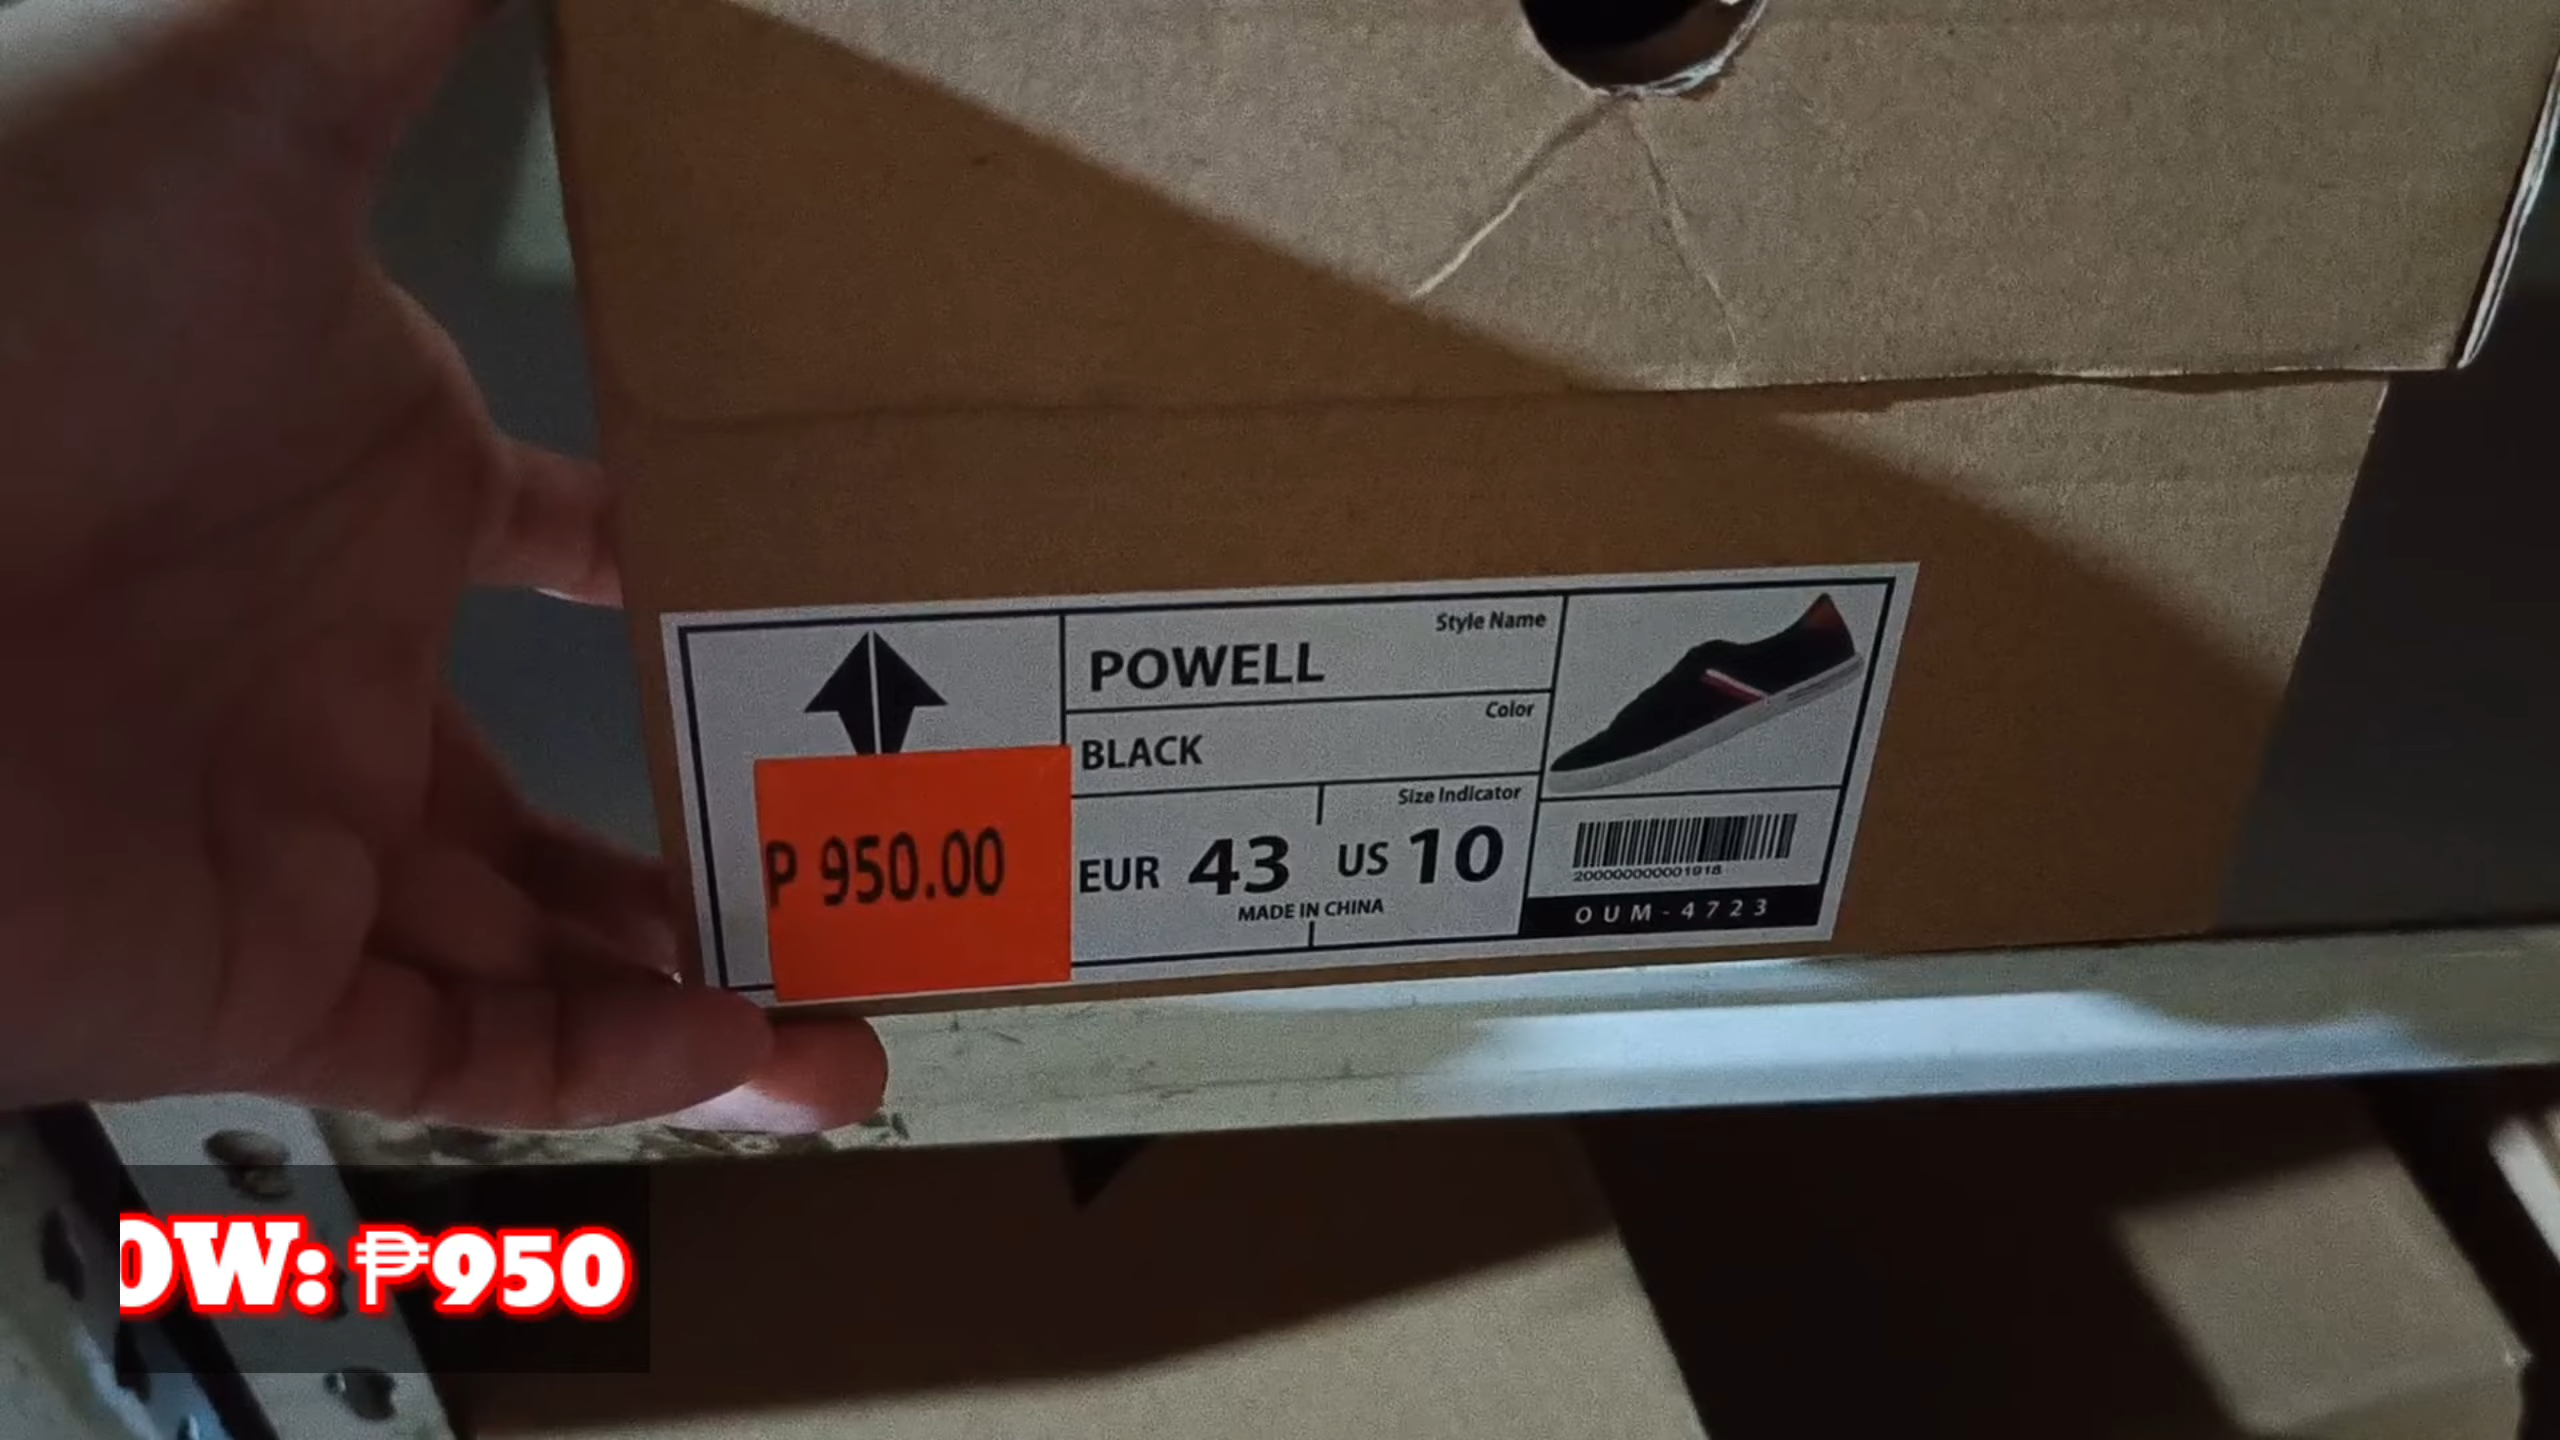 Style Name
POWELL
Color
BLACK
Size Indicator
P 950.00
EUR 43 US 10
MADE IN CHINA
200000000001918
OUM-4723
OW: ₱950